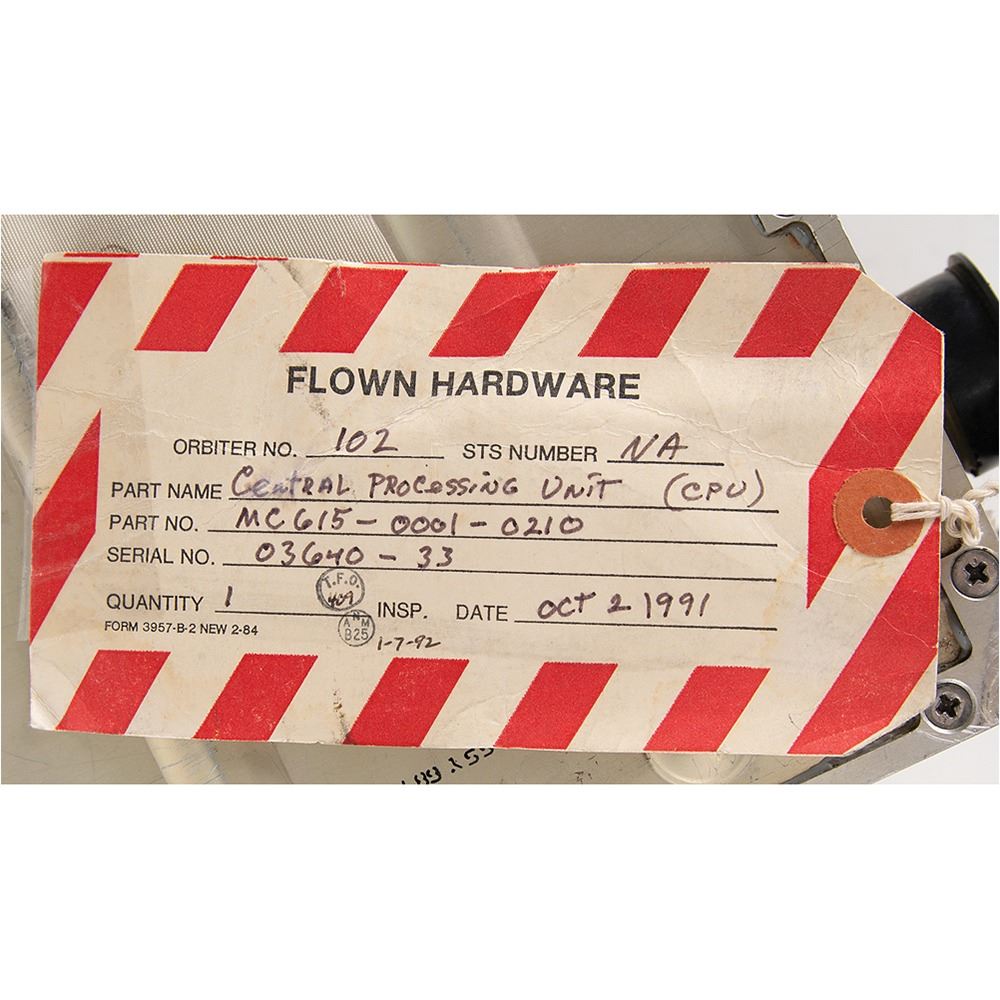 FLOWN HARDWARE
ORBITER NO. 102 STS NUMBER N/A
PART NAME Central Processing Unit (CPU)
PART NO. MC615-0001-0210
SERIAL NO. 03640-33
T.F.O.
409
QUANTITY 1 INSP. DATE OCT 2 1991
FORM 3957-B-2 NEW 2-84
B25
1-7-92